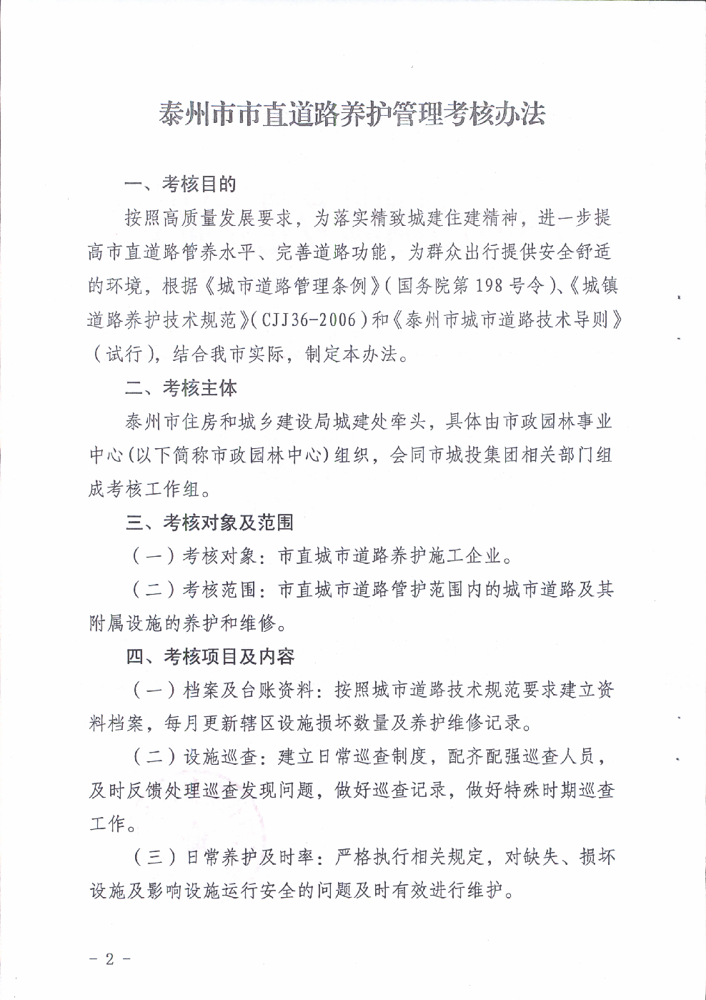 泰州市市直道路养护管理考核办法
一、考核目的
按照高质量发展要求，为落实精致城建住建精神，进一步提
高市直道路管养水平、完善道路功能，为群众出行提供安全舒适
的环境，根据《城市道路管理条例》（国务院第 198 号令）、《城镇
道路养护技术规范》（CJJ36-2006）和《泰州市城市道路技术导则》
（试行），结合我市实际，制定本办法。
二、考核主体
泰州市住房和城乡建设局城建处牵头，具体由市政园林事业
中心(以下简称市政园林中心)组织，会同市城投集团相关部门组
成考核工作组。
三、考核对象及范围
（一）考核对象：市直城市道路养护施工企业。
（二）考核范围：市直城市道路管护范围内的城市道路及其
附属设施的养护和维修。
四、考核项目及内容
（一）档案及台账资料：按照城市道路技术规范要求建立资
料档案，每月更新辖区设施损坏数量及养护维修记录。
（二）设施巡查：建立日常巡查制度，配齐配强巡查人员，
及时反馈处理巡查发现问题，做好巡查记录，做好特殊时期巡查
工作。
（三）日常养护及时率：严格执行相关规定，对缺失、损坏
设施及影响设施运行安全的问题及时有效进行维护。
- 2 -